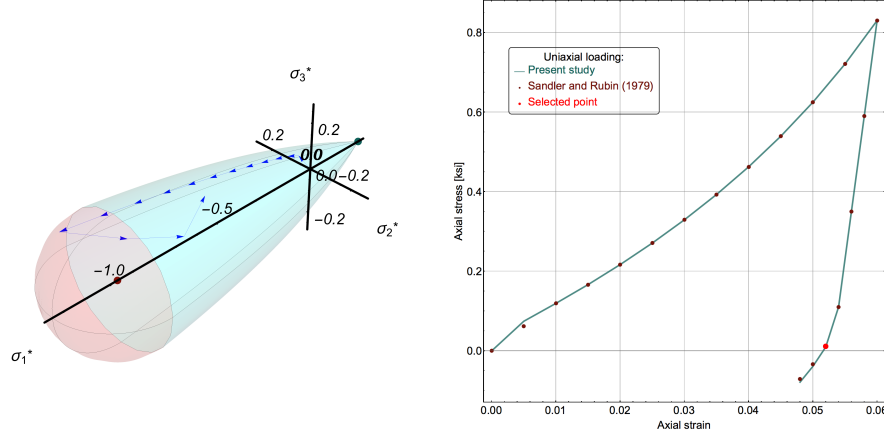 σ3*
0.2
0.2
0.0
0.0
-0.2
-0.5
-0.2
σ2*
-1.0
σ1*
Uniaxial loading:
Present study
Sandler and Rubin (1979)
Selected point
Axial stress [ksi]
0.8
0.6
0.4
0.2
0.0
0.00
0.01
0.02
0.03
0.04
0.05
0.06
Axial strain